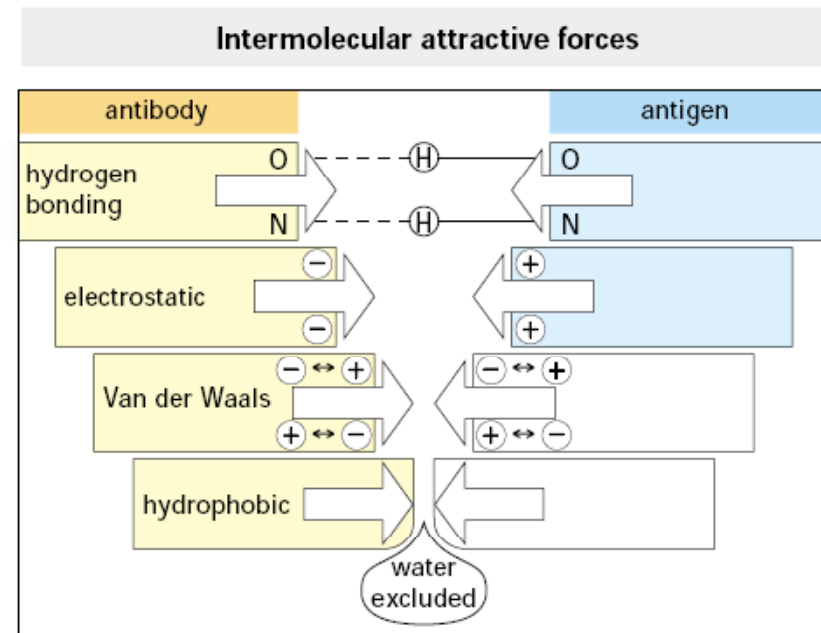 Intermolecular attractive forces
antibody
antigen
hydrogen
bonding
O
H
O
N
H
N
electrostatic
−
+
−
+
Van der Waals
− ↔ +
− ↔ +
+ ↔ −
+ ↔ −
hydrophobic
water
excluded